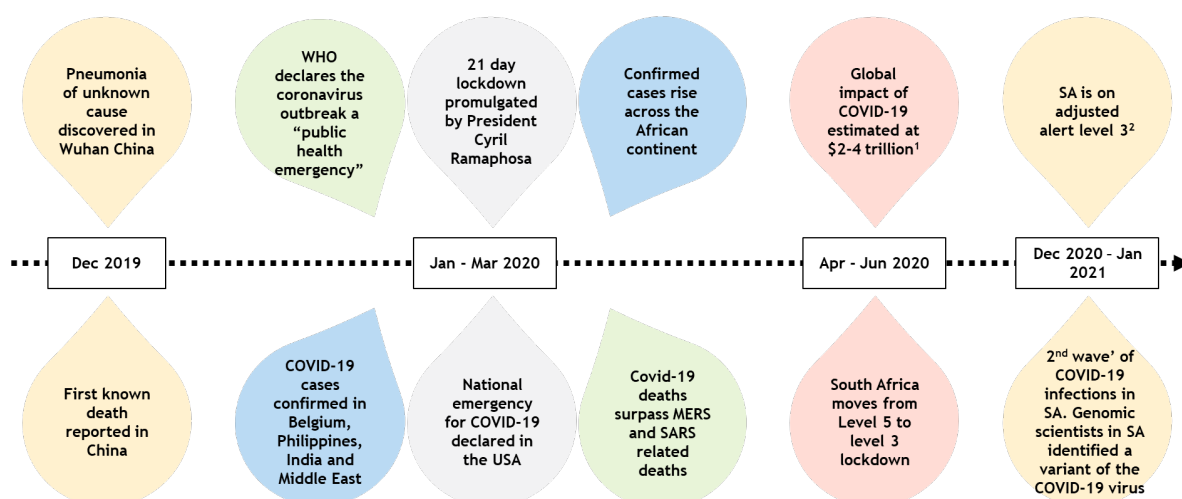 Pneumonia
of unknown
cause
discovered in
Wuhan China
WHO
declares the
coronavirus
outbreak a
“public
health
emergency”
21 day
lockdown
promulgated
by President
Cyril
Ramaphosa
Confirmed
cases rise
across the
African
continent
Global
impact of
COVID-19
estimated at
$2-4 trillion¹
SA is on
adjusted
alert level 3²
Dec 2019
Jan - Mar 2020
Apr - Jun 2020
Dec 2020 – Jan
2021
First known
death
reported in
China
COVID-19
cases
confirmed in
Belgium,
Philippines,
India and
Middle East
National
emergency
for COVID-19
declared in
the USA
Covid-19
deaths
surpass MERS
and SARS
related
deaths
South Africa
moves from
Level 5 to
level 3
lockdown
2nd wave’ of
COVID-19
infections in
SA. Genomic
scientists in SA
identified a
variant of the
COVID-19 virus